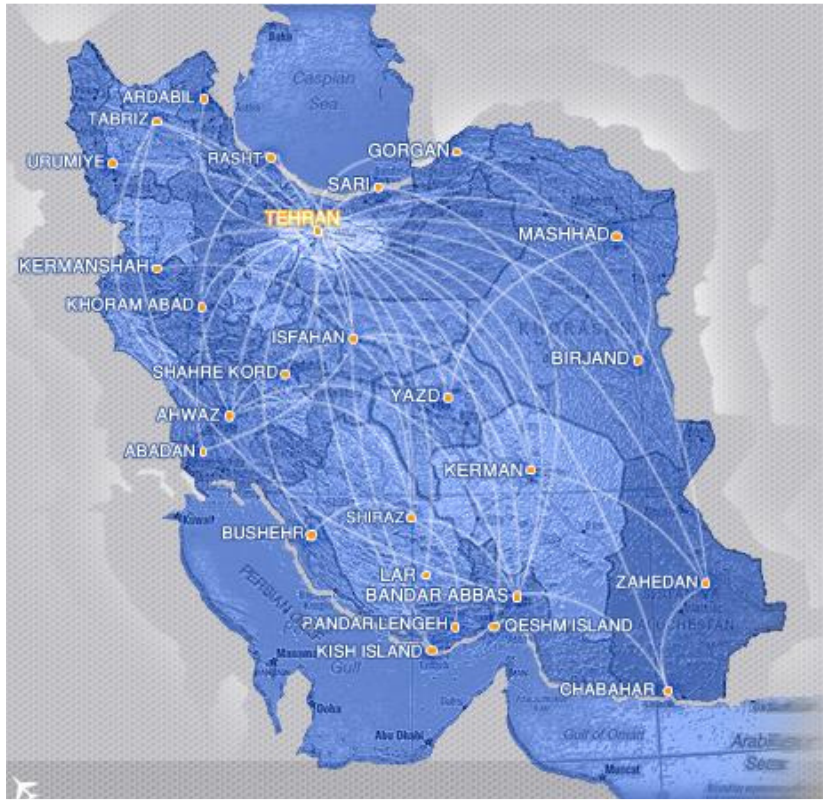 Baku
Caspian
Sea
ARDABIL
TABRIZ
GORGAN
RASHT
URUMIYE
SARI
TEHRAN
MASHHAD
KERMANSHAH
KHORAM ABAD
ISFAHAN
BIRJAND
SHAHRE KORD
YAZD
AHWAZ
ABADAN
KERMAN
SHIRAZ
Kuwait
BUSHEHR
LAR
ZAHEDAN
BANDAR ABBAS
BANDAR LENGEH
QESHM ISLAND
KISH ISLAND
Gulf
CHABAHAR
Doha
Abu Dhabi
Gulf of Oman
Muscat